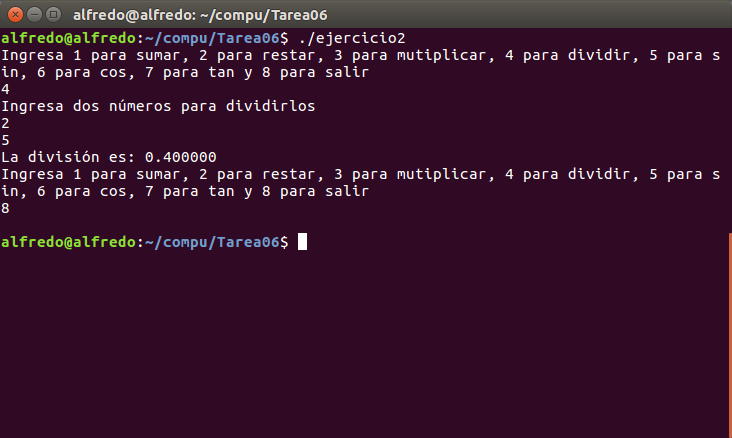 alfredo@alfredo: ~/compu/Tarea06
alfredo@alfredo:~/compu/Tarea06$ ./ejercicio2
Ingresa 1 para sumar, 2 para restar, 3 para mutiplicar, 4 para dividir, 5 para s
in, 6 para cos, 7 para tan y 8 para salir
4
Ingresa dos números para dividirlos
2
5
La división es: 0.400000
Ingresa 1 para sumar, 2 para restar, 3 para mutiplicar, 4 para dividir, 5 para s
in, 6 para cos, 7 para tan y 8 para salir
8
alfredo@alfredo:~/compu/Tarea06$